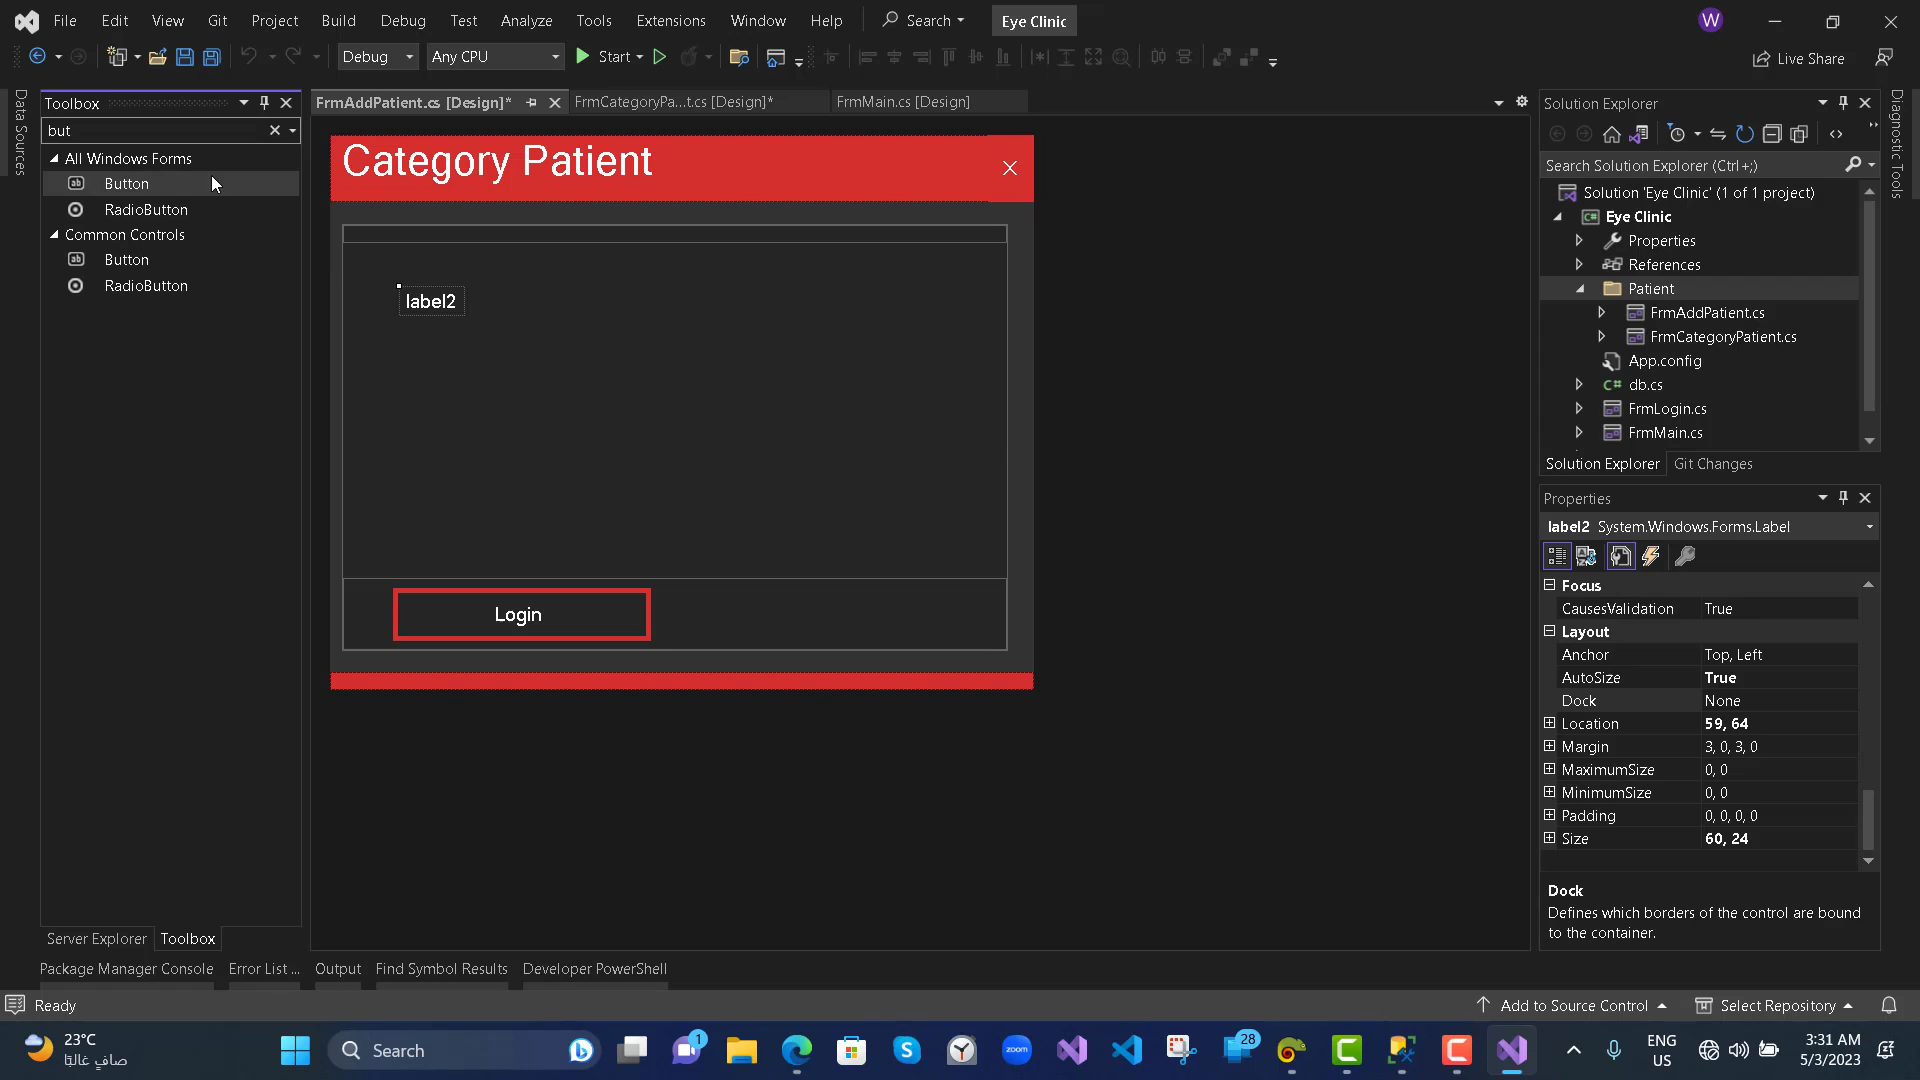 File Edit View Git Project Build Debug Test Analyze Tools Extensions Window Help Search Eye Clinic W
Debug Any CPU Start Live Share
Data Sources
Toolbox
but
All Windows Forms
Button
RadioButton
Common Controls
Button
RadioButton
Server Explorer Toolbox
FrmAddPatient.cs [Design]* FrmCategoryPa...t.cs [Design]* FrmMain.cs [Design]
Category Patient
label2
Login
Solution Explorer
Search Solution Explorer (Ctrl+;)
Solution 'Eye Clinic' (1 of 1 project)
Eye Clinic
Properties
References
Patient
FrmAddPatient.cs
FrmCategoryPatient.cs
App.config
C# db.cs
FrmLogin.cs
FrmMain.cs
Solution Explorer Git Changes
Diagnostic Tools
Properties
label2 System.Windows.Forms.Label
Focus
CausesValidation True
Layout
Anchor Top, Left
AutoSize True
Dock None
Location 59, 64
Margin 3, 0, 3, 0
MaximumSize 0, 0
MinimumSize 0, 0
Padding 0, 0, 0, 0
Size 60, 24
Dock
Defines which borders of the control are bound
to the container.
Package Manager Console Error List ... Output Find Symbol Results Developer PowerShell
Ready Add to Source Control Select Repository
23°C
صافٍ غالبًا
Search
1
zoom
28
ENG
US
3:31 AM
5/3/2023